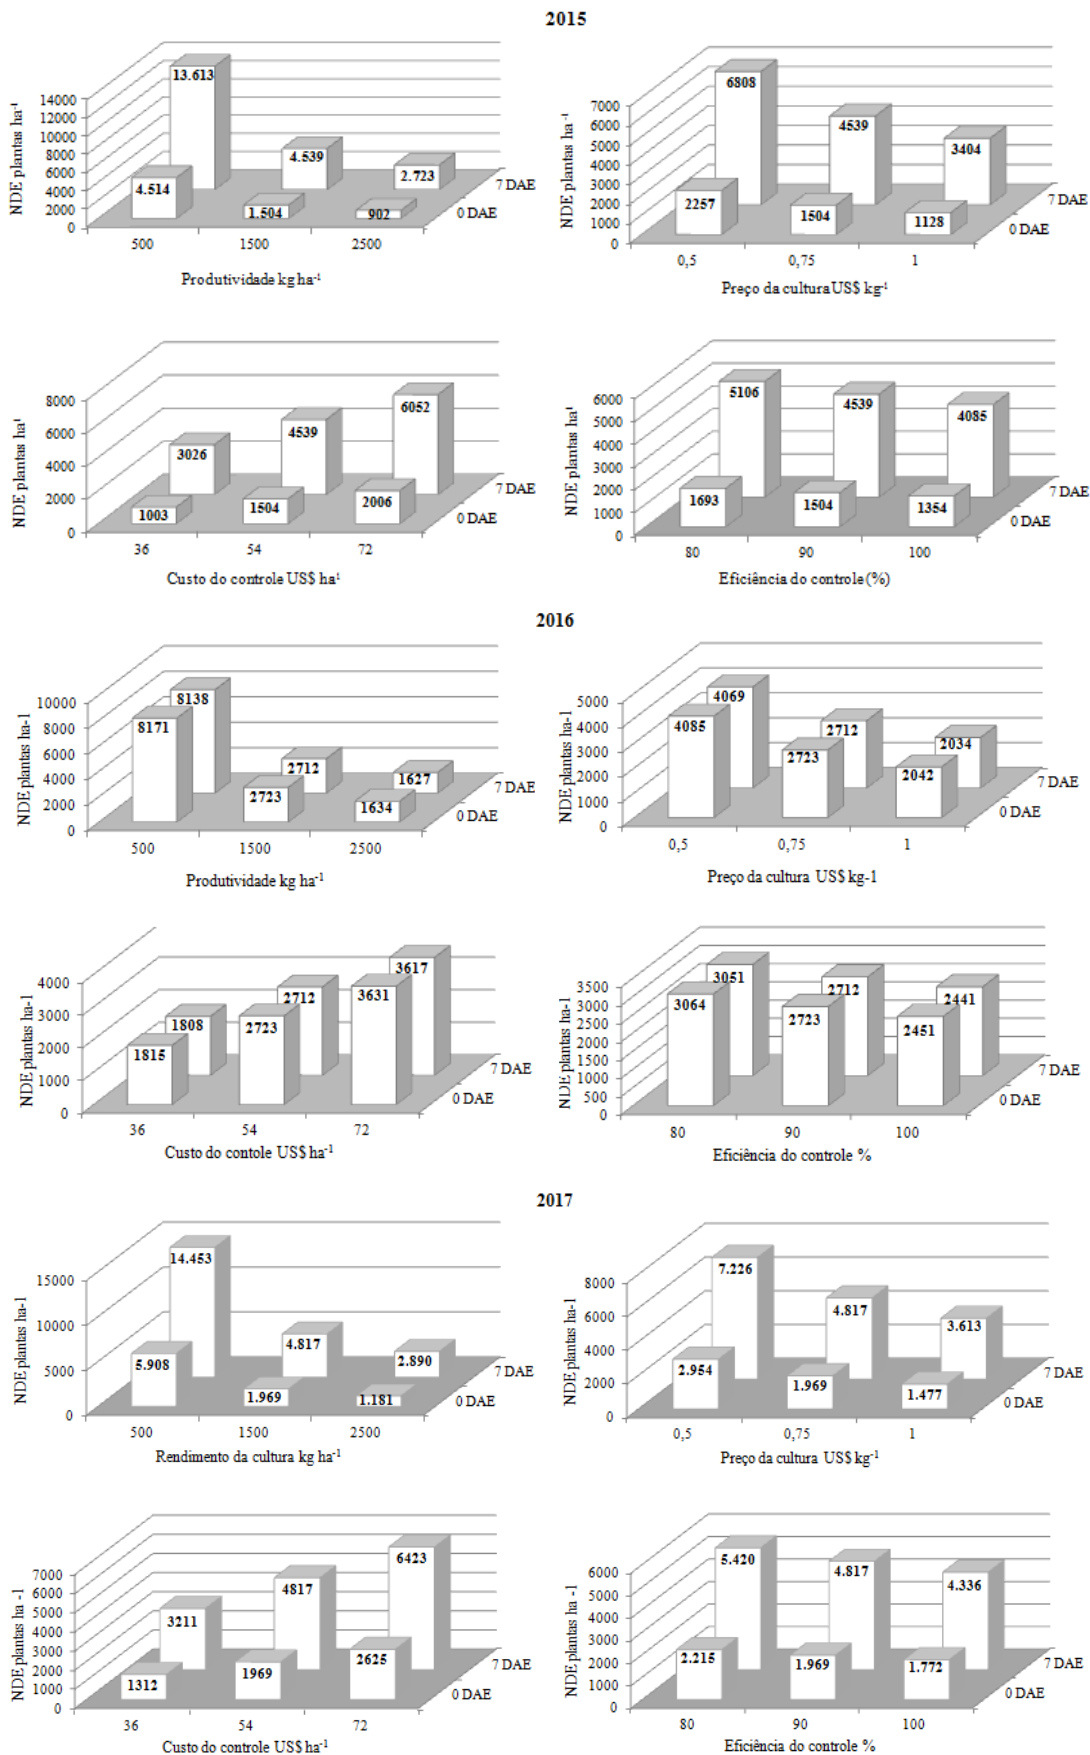 2015
NDE plantas ha⁻¹
14000
12000
10000
8000
6000
4000
2000
0
13.613
4.539
2.723
4.514
1.504
902
7 DAE
0 DAE
500 1500 2500
Produtividade kg ha⁻¹
NDE plantas ha⁻¹
7000
6000
5000
4000
3000
2000
1000
0
6808
4539
3404
2257
1504
1128
7 DAE
0 DAE
0,5 0,75 1
Preço da cultura US$ kg⁻¹
NDE plantas ha¹
8000
6000
4000
2000
0
6052
4539
3026
1003
1504
2006
7 DAE
0 DAE
36 54 72
Custo do controle US$ ha¹
NDE plantas ha¹
6000
5000
4000
3000
2000
1000
0
5106
4539
4085
1693
1504
1354
7 DAE
0 DAE
80 90 100
Eficiência do controle (%)
2016
NDE plantas ha-1
10000
8000
6000
4000
2000
0
8138
8171
2712
2723
1627
1634
7 DAE
0 DAE
500 1500 2500
Produtividade kg ha⁻¹
NDE plantas ha-1
5000
4000
3000
2000
1000
0
4069
4085
2712
2723
2034
2042
7 DAE
0 DAE
0,5 0,75 1
Preço da cultura US$ kg-1
NDE plantas ha-1
4000
3000
2000
1000
0
3617
3631
2712
2723
1808
1815
7 DAE
0 DAE
36 54 72
Custo do contole US$ ha⁻¹
NDE plantas ha-1
3500
3000
2500
2000
1500
1000
500
0
3051
3064
2712
2723
2441
2451
7 DAE
0 DAE
80 90 100
Eficiência do controle %
2017
NDE plantas ha-1
15000
10000
5000
0
14.453
4.817
2.890
5.908
1.969
1.181
7 DAE
0 DAE
500 1500 2500
Rendimento da cultura kg ha⁻¹
NDE plantas ha-1
8000
6000
4000
2000
0
7.226
4.817
3.613
2.954
1.969
1.477
7 DAE
0 DAE
0,5 0,75 1
Preço da cultura US$ kg⁻¹
NDE plantas ha -1
7000
6000
5000
4000
3000
2000
1000
0
6423
4817
3211
1312
1969
2625
7 DAE
0 DAE
36 54 72
Custo do controle US$ ha⁻¹
NDE plantas ha -1
6000
5000
4000
3000
2000
1000
0
5.420
4.817
4.336
2.215
1.969
1.772
7 DAE
0 DAE
80 90 100
Eficiência do controle %